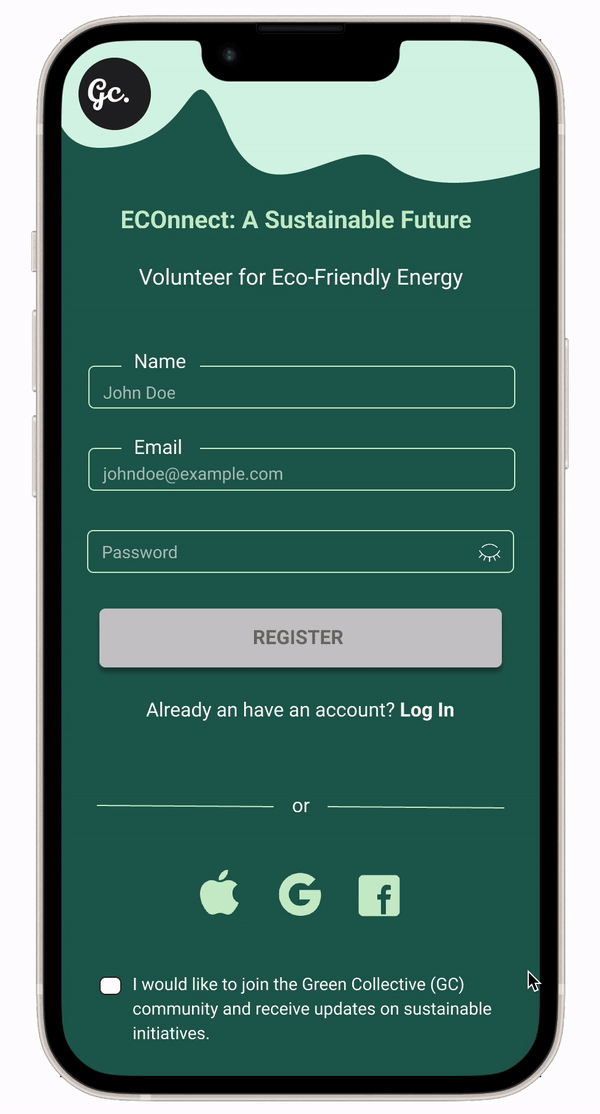 Gc.
ECOnnect: A Sustainable Future
Volunteer for Eco-Friendly Energy
Name
John Doe
Email
johndoe@example.com
Password
REGISTER
Already an have an account? Log In
or
I would like to join the Green Collective (GC)
community and receive updates on sustainable
initiatives.